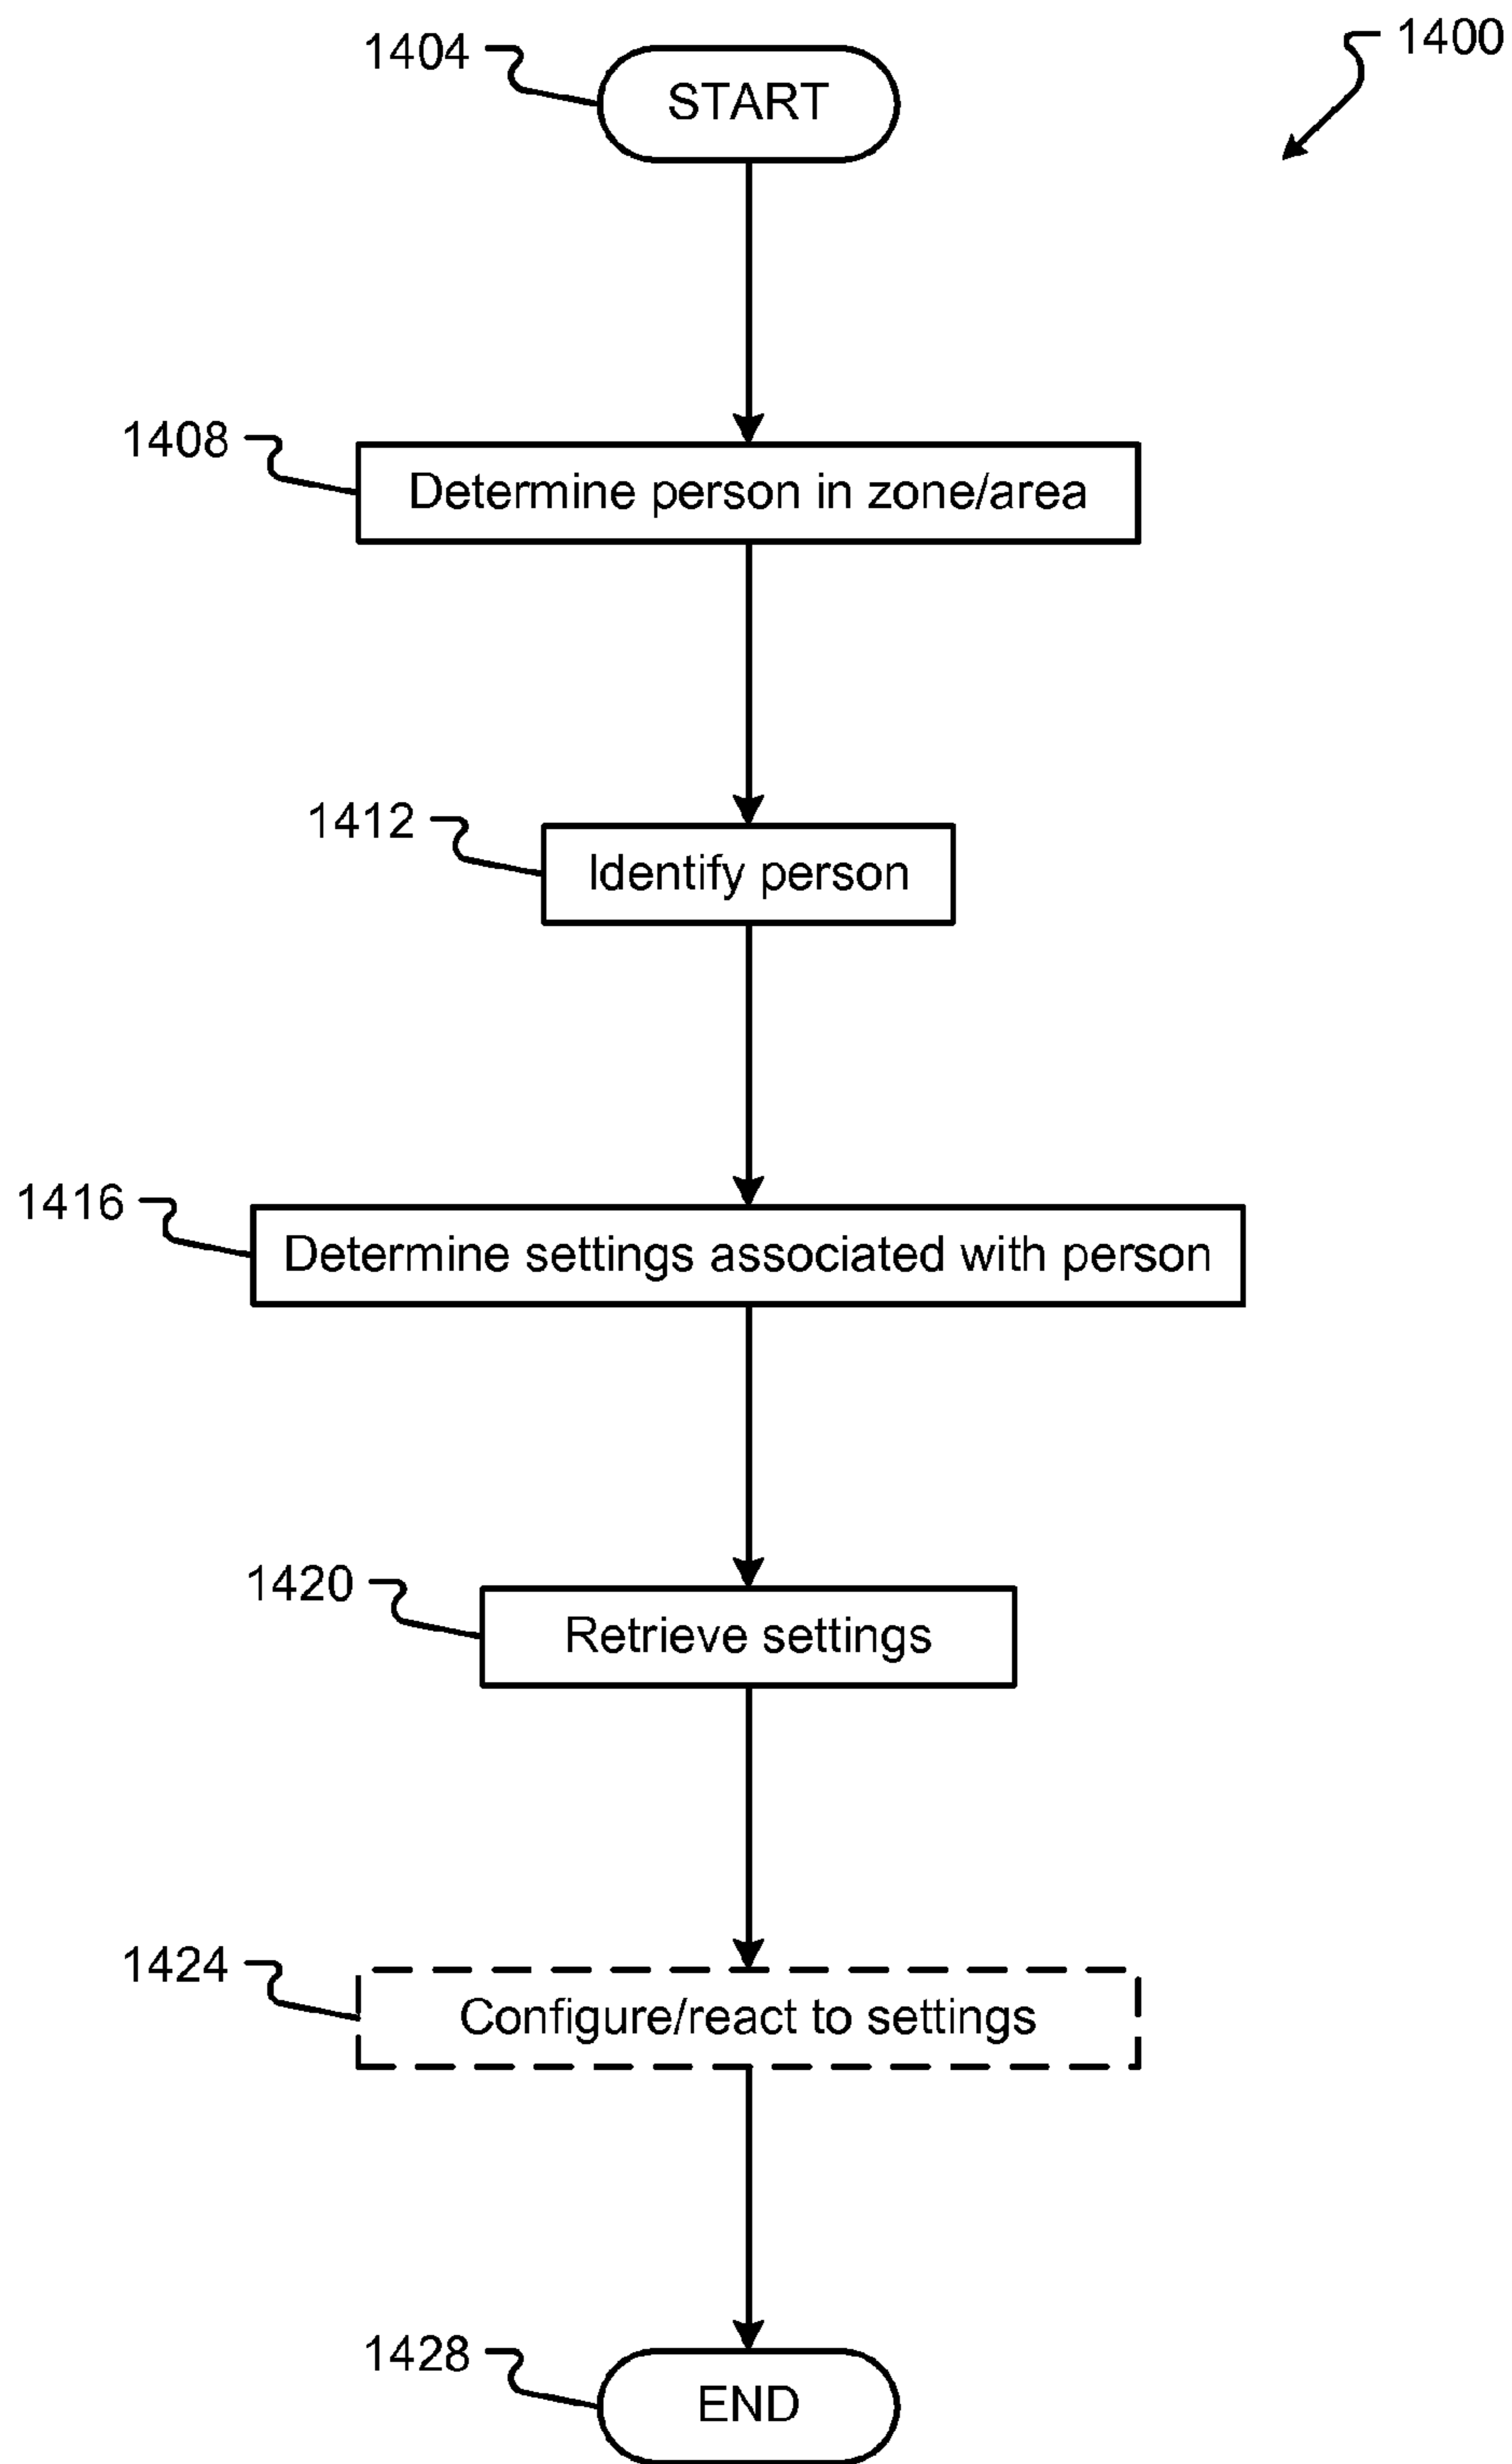 1400
1404
START
1408
Determine person in zone/area
1412
Identify person
1416
Determine settings associated with person
1420
Retrieve settings
1424
Configure/react to settings
1428
END